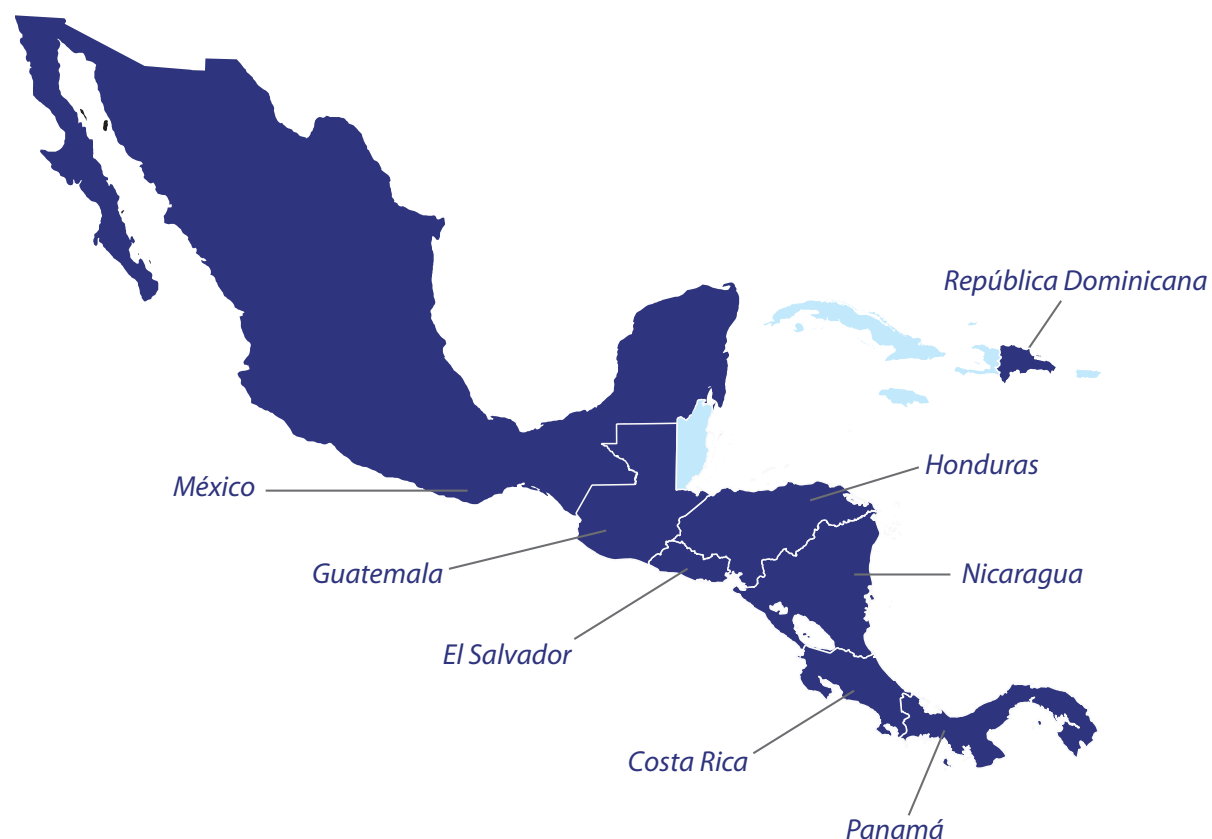 República Dominicana
Honduras
México
Guatemala
Nicaragua
El Salvador
Costa Rica
Panamá